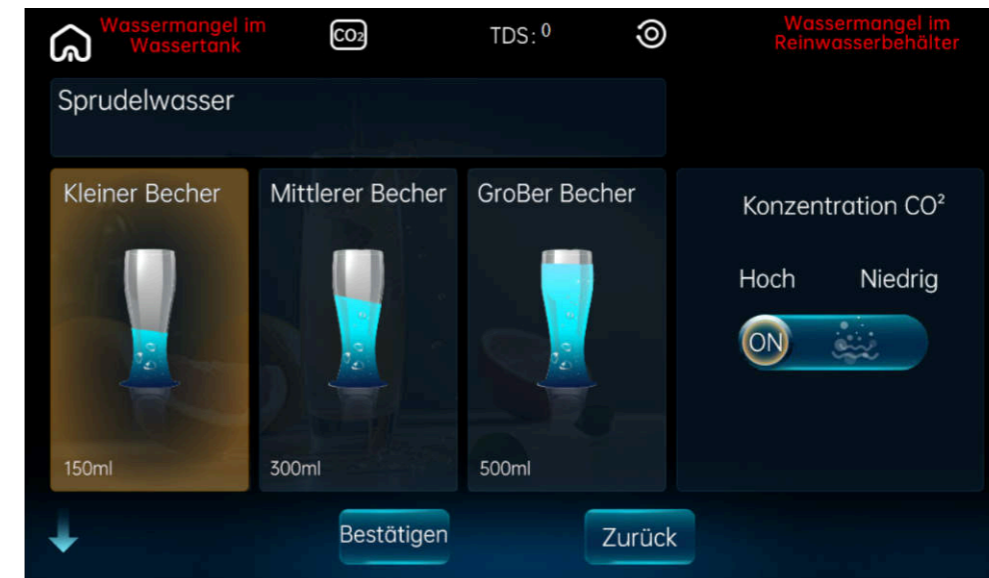 Wassermangel im
Wassertank
CO2
TDS: 0
Wassermangel im
Reinwasserbehälter
Sprudelwasser
Kleiner Becher
Mittlerer Becher
GroBer Becher
150ml
300ml
500ml
Konzentration CO²
Hoch Niedrig
ON
Bestätigen
Zurück